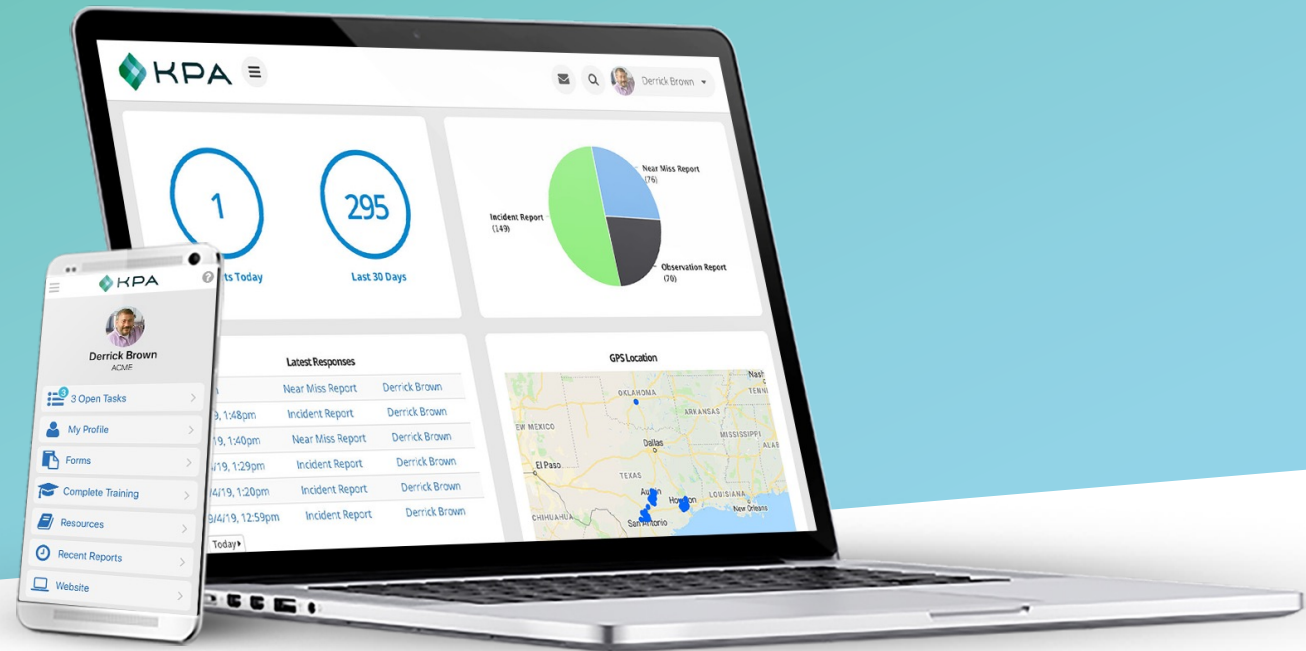 KPA
Derrick Brown
1
295
ts Today
Last 30 Days
Near Miss Report
(76)
Incident Report
(149)
Observation Report
(70)
Latest Responses
Near Miss Report Derrick Brown
9, 1:48pm Incident Report Derrick Brown
19, 1:40pm Near Miss Report Derrick Brown
/19, 1:29pm Incident Report Derrick Brown
/4/19, 1:20pm Incident Report Derrick Brown
9/4/19, 12:59pm Incident Report Derrick Brown
Today
GPS Location
Nash
OKLAHOMA
TENN
ARKANSAS
EW MEXICO
MISSISSIPPI
Dallas
ALAB
El Paso
TEXAS
Austin
Houston
LOUISIANA
New Orleans
CHIHUAHUA
San Antonio
KPA
?
Derrick Brown
ACME
3
3 Open Tasks
My Profile
Forms
Complete Training
Resources
Recent Reports
Website